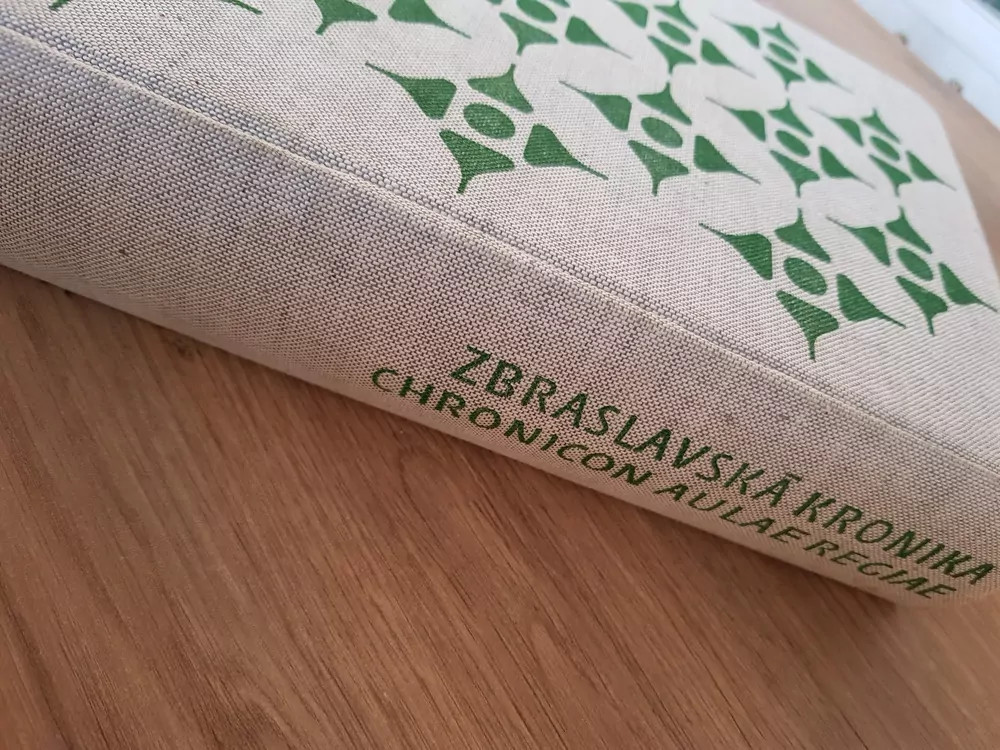 ZBRASLAVSKÁ KRONIKA
CHRONICON AULAE REGIAE